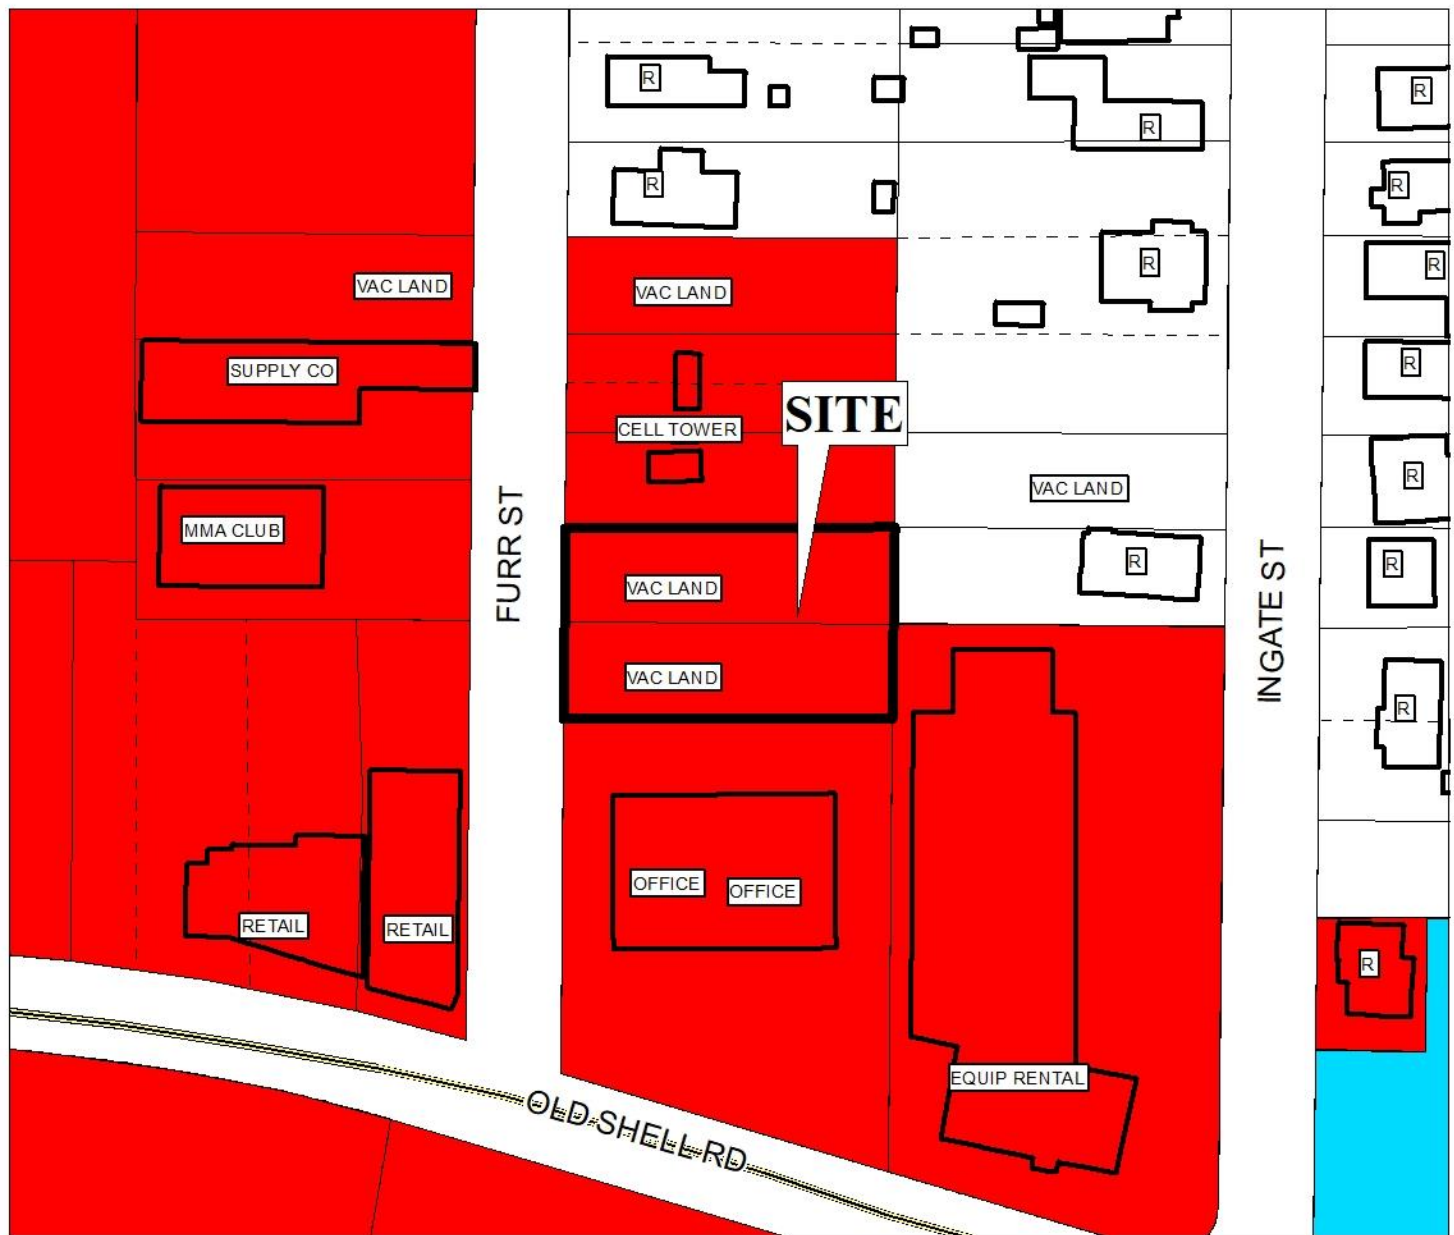 R
R
R
R
R
R
VAC LAND
VAC LAND
R
R
SUPPLY CO
R
SITE
CELL TOWER
VAC LAND
R
MMA CLUB
FURR ST
VAC LAND
R
R
INGATE ST
VAC LAND
R
OFFICE
OFFICE
RETAIL
RETAIL
R
EQUIP RENTAL
OLD SHELL RD